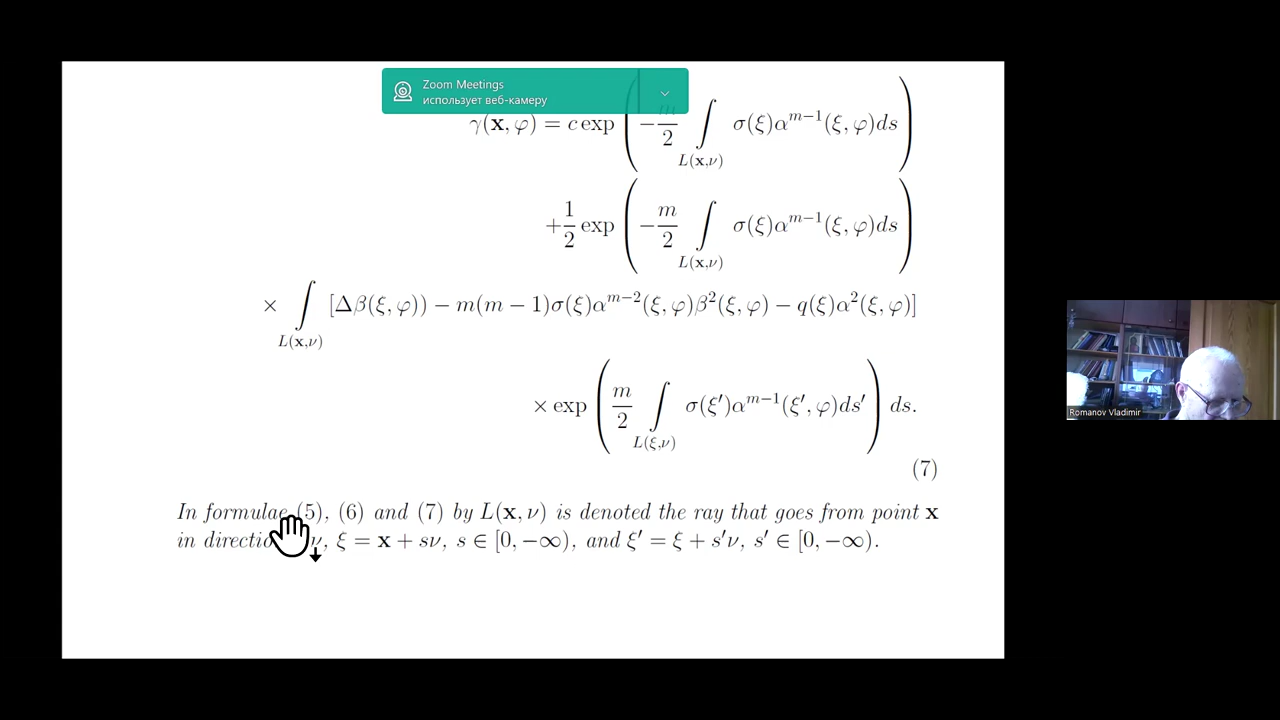 Zoom Meetings
использует веб-камеру
γ(x, φ) = c exp ( −m/2 ∫_{L(x,ν)} σ(ξ)α^{m−1}(ξ, φ)ds )
+1/2 exp ( −m/2 ∫_{L(x,ν)} σ(ξ)α^{m−1}(ξ, φ)ds )
× ∫_{L(x,ν)} [Δβ(ξ, φ)) − m(m − 1)σ(ξ)α^{m−2}(ξ, φ)β²(ξ, φ) − q(ξ)α²(ξ, φ)]
× exp ( m/2 ∫_{L(ξ,ν)} σ(ξ′)α^{m−1}(ξ′, φ)ds′ ) ds.
(7)
In formulae (5), (6) and (7) by L(x, ν) is denoted the ray that goes from point x
in directio ν, ξ = x + sν, s ∈ [0, −∞), and ξ′ = ξ + s′ν, s′ ∈ [0, −∞).
Romanov Vladimir